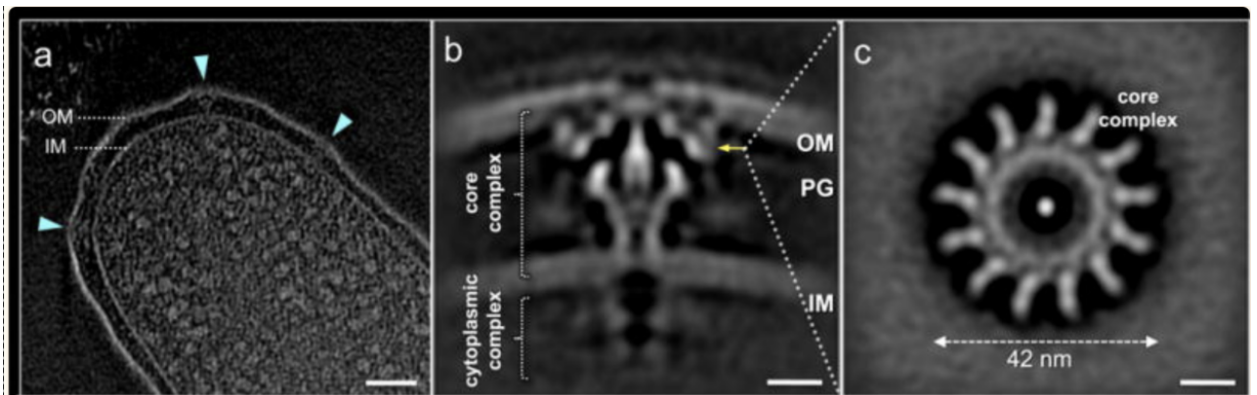 a
OM
IM
b
core
complex
cytoplasmic
complex
OM
PG
IM
c
core
complex
42 nm